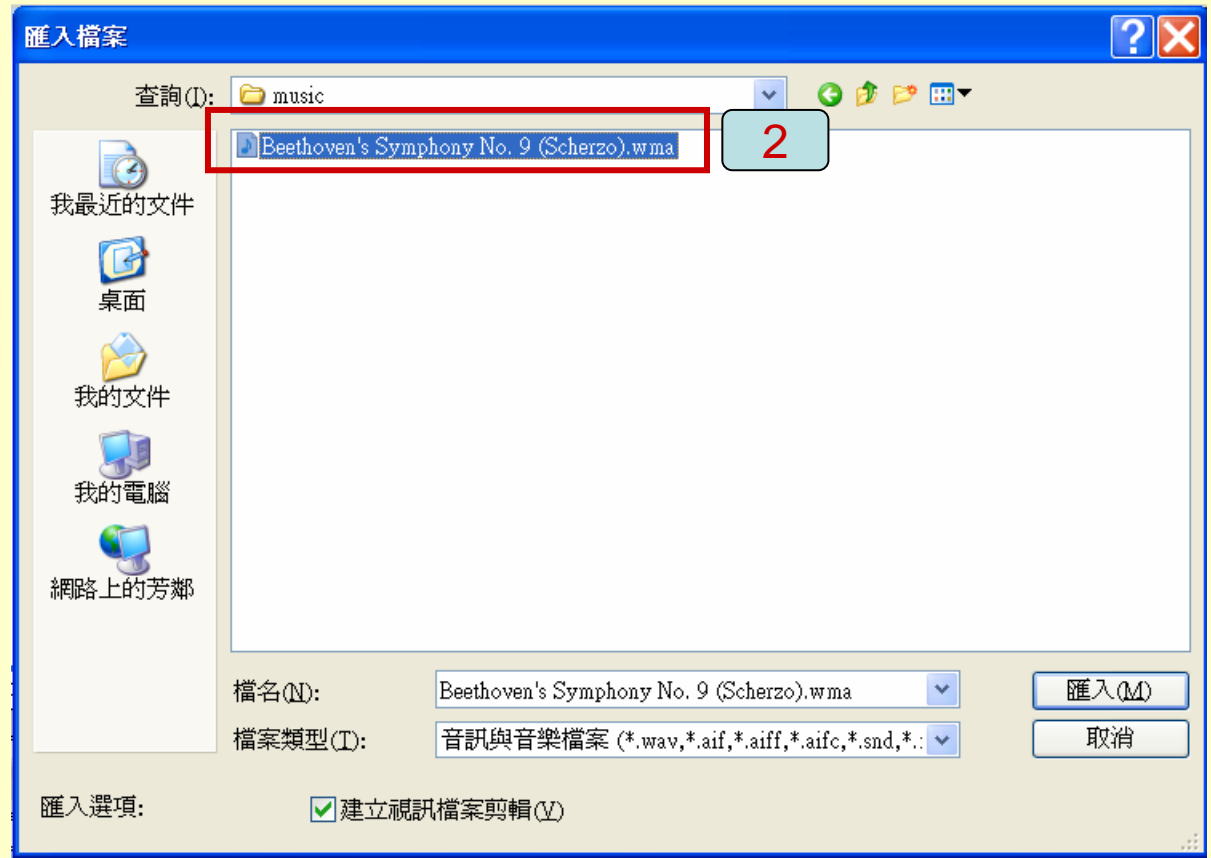 匯入檔案
查詢(I): music
Beethoven's Symphony No. 9 (Scherzo).wma
2
我最近的文件
桌面
我的文件
我的電腦
網路上的芳鄰
檔名(N): Beethoven's Symphony No. 9 (Scherzo).wma 匯入(M)
檔案類型(T): 音訊與音樂檔案 (*.wav,*.aif,*.aiff,*.aifc,*.snd,*.: 取消
匯入選項: 建立視訊檔案剪輯(V)